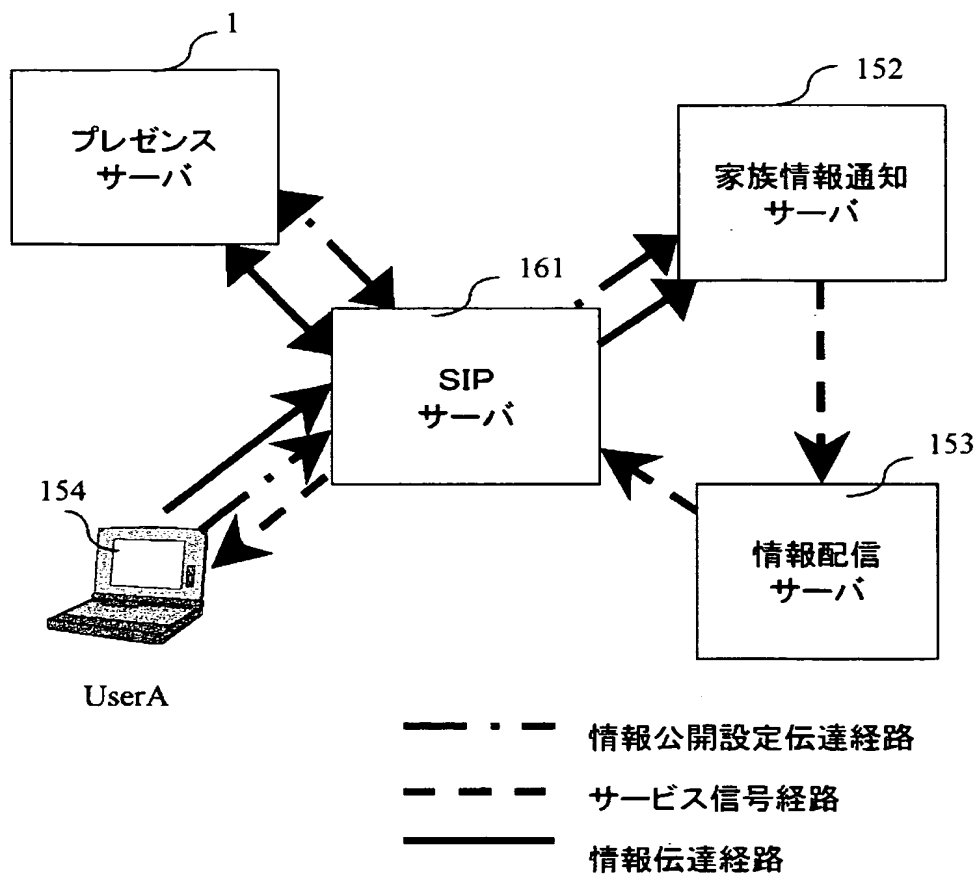 1
プレゼンス
サーバ
152
家族情報通知
サーバ
161
SIP
サーバ
153
情報配信
サーバ
154
UserA
情報公開設定伝達経路
サービス信号経路
情報伝達経路